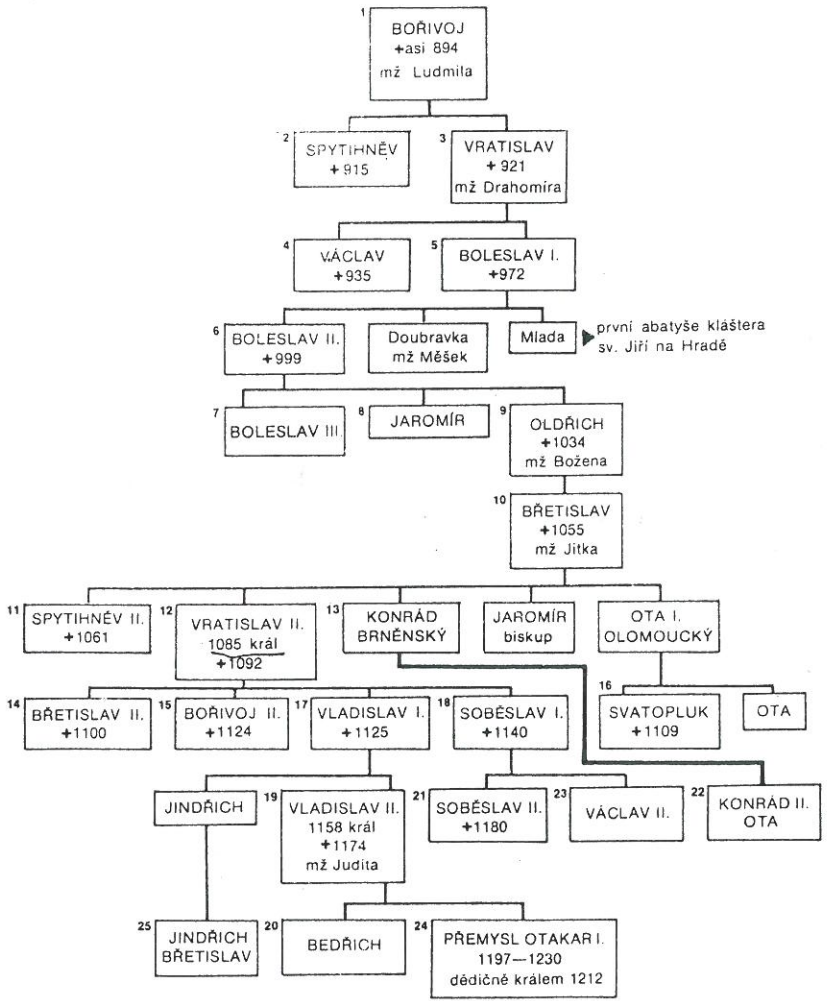 1
BOŘIVOJ
+asi 894
mž Ludmila
2
SPYTIHNĚV
+915
3
VRATISLAV
+ 921
mž Drahomíra
4
VÁCLAV
+935
5
BOLESLAV I.
+972
6
BOLESLAV II.
+999
Doubravka
mž Měšek
Mlada
první abatyše kláštera
sv. Jiří na Hradě
7
BOLESLAV III.
8
JAROMÍR
9
OLDŘICH
+1034
mž Božena
10
BŘETISLAV
+1055
mž Jitka
11
SPYTIHNĚV II.
+1061
12
VRATISLAV II.
1085 král
+1092
13
KONRÁD
BRNĚNSKÝ
JAROMÍR
biskup
OTA I.
OLOMOUCKÝ
14
BŘETISLAV II.
+1100
15
BOŘIVOJ II.
+1124
17
VLADISLAV I.
+1125
18
SOBĚSLAV I.
+1140
16
SVATOPLUK
+1109
OTA
JINDŘICH
19
VLADISLAV II.
1158 král
+1174
mž Judita
21
SOBĚSLAV II.
+1180
23
VÁCLAV II.
22
KONRÁD II.
OTA
25
JINDŘICH
BŘETISLAV
20
BEDŘICH
24
PŘEMYSL OTAKAR I.
1197—1230
dědičně králem 1212